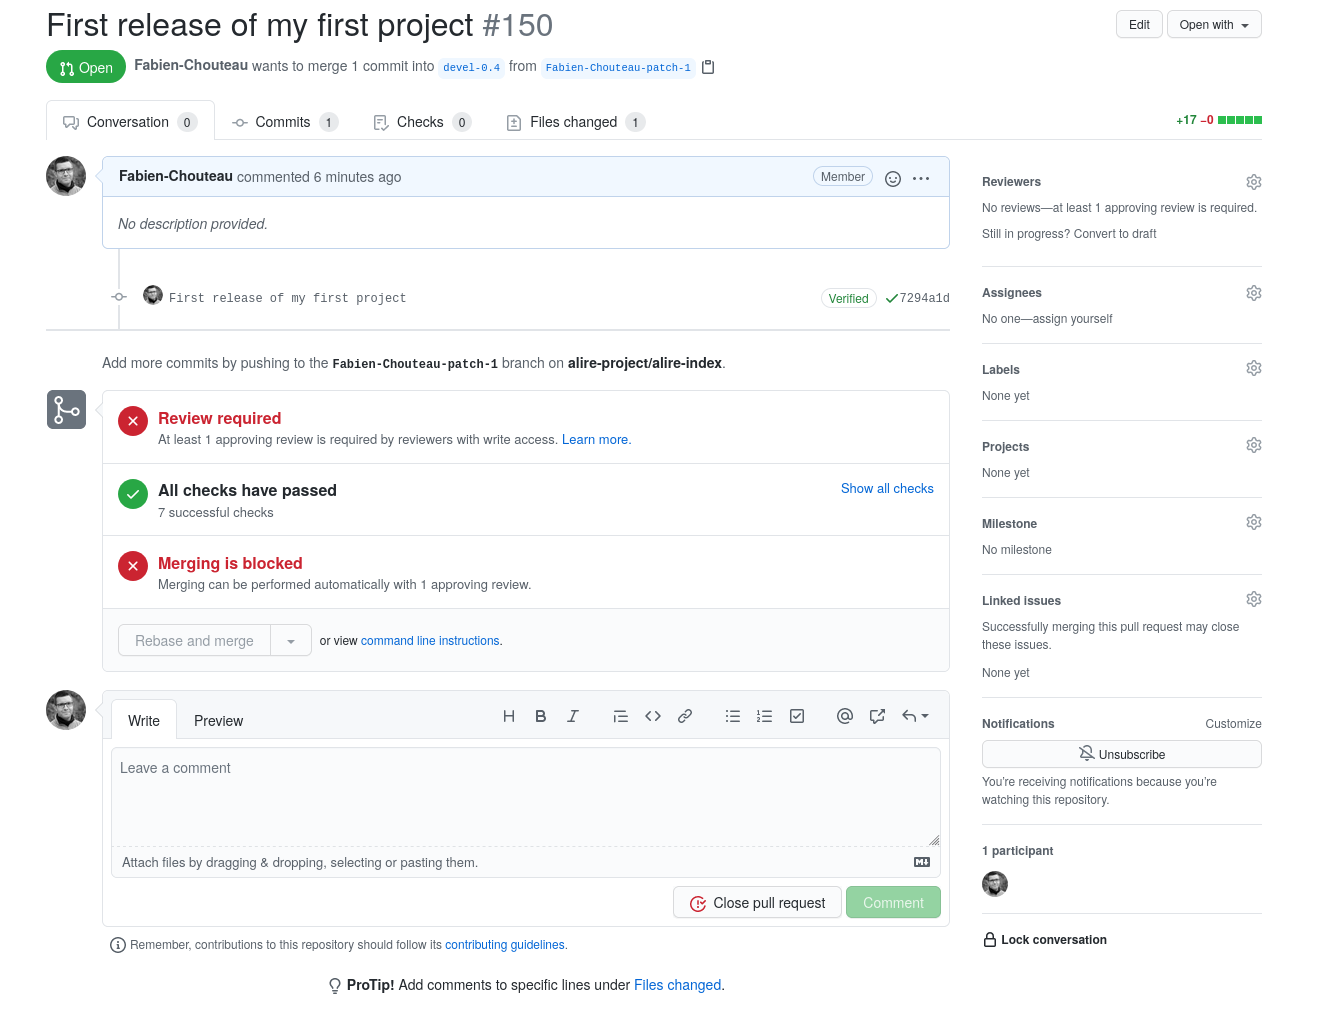 First release of my first project #150
Edit
Open with
Open
Fabien-Chouteau wants to merge 1 commit into devel-0.4 from Fabien-Chouteau-patch-1
Conversation 0
Commits 1
Checks 0
Files changed 1
+17 −0
Fabien-Chouteau commented 6 minutes ago
Member
No description provided.
First release of my first project
Verified
7294a1d
Add more commits by pushing to the Fabien-Chouteau-patch-1 branch on alire-project/alire-index.
Review required
At least 1 approving review is required by reviewers with write access. Learn more.
All checks have passed
7 successful checks
Show all checks
Merging is blocked
Merging can be performed automatically with 1 approving review.
Rebase and merge
or view command line instructions.
Write
Preview
Leave a comment
Attach files by dragging & dropping, selecting or pasting them.
Close pull request
Comment
Remember, contributions to this repository should follow its contributing guidelines.
ProTip! Add comments to specific lines under Files changed.
Reviewers
No reviews—at least 1 approving review is required.
Still in progress? Convert to draft
Assignees
No one—assign yourself
Labels
None yet
Projects
None yet
Milestone
No milestone
Linked issues
Successfully merging this pull request may close
these issues.
None yet
Notifications
Customize
Unsubscribe
You're receiving notifications because you're
watching this repository.
1 participant
Lock conversation